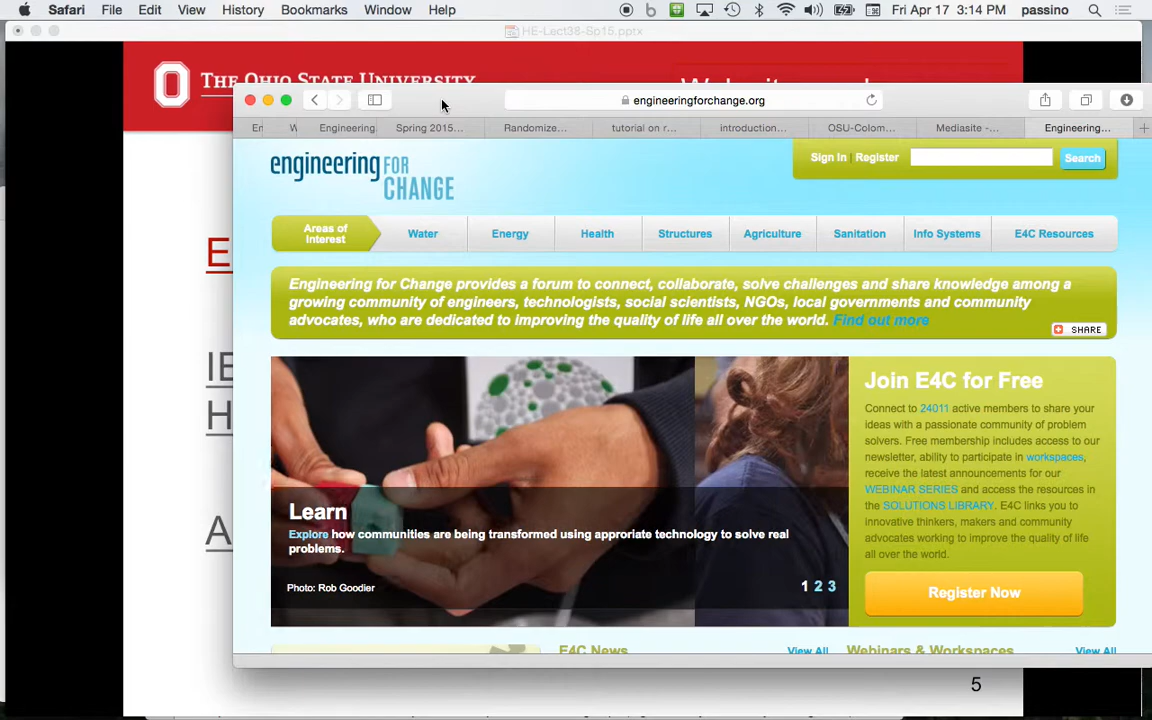 Safari File Edit View History Bookmarks Window Help Fri Apr 17 3:14 PM passino
HE-Lect38-Sp15.pptx
THE OHIO STATE UNIVERSITY
engineeringforchange.org
En W Engineering. Spring 2015... Randomize... tutorial on r... introduction... OSU-Colom... Mediasite -... Engineering...
engineering FOR
CHANGE
Sign In | Register Search
Areas of
Interest
Water Energy Health Structures Agriculture Sanitation Info Systems E4C Resources
Engineering for Change provides a forum to connect, collaborate, solve challenges and share knowledge among a
growing community of engineers, technologists, social scientists, NGOs, local governments and community
advocates, who are dedicated to improving the quality of life all over the world. Find out more
SHARE
E
IE
H
A
Learn
Explore how communities are being transformed using approriate technology to solve real
problems.
Photo: Rob Goodier
1 2 3
Join E4C for Free
Connect to 24011 active members to share your
ideas with a passionate community of problem
solvers. Free membership includes access to our
newsletter, ability to participate in workspaces,
receive the latest announcements for our
WEBINAR SERIES and access the resources in
the SOLUTIONS LIBRARY. E4C links you to
innovative thinkers, makers and community
advocates working to improve the quality of life
all over the world.
Register Now
E4C News View All
Webinars & Workspaces View All
5